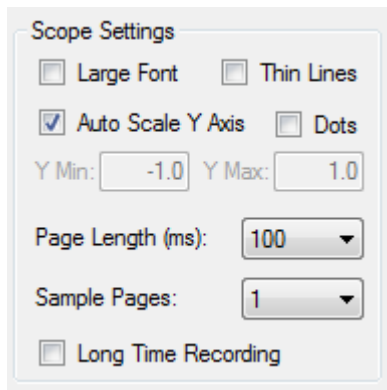 Scope Settings
Large Font Thin Lines
Auto Scale Y Axis Dots
Y Min: -1.0 Y Max: 1.0
Page Length (ms): 100
Sample Pages: 1
Long Time Recording